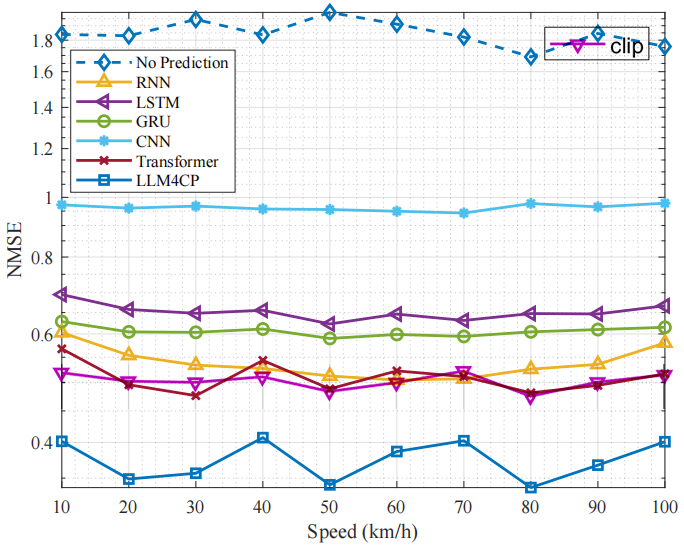 1.8
1.6
1.4
1.2
1
0.8
0.6
0.4
NMSE
No Prediction
RNN
LSTM
GRU
CNN
Transformer
LLM4CP
clip
10 20 30 40 50 60 70 80 90 100
Speed (km/h)